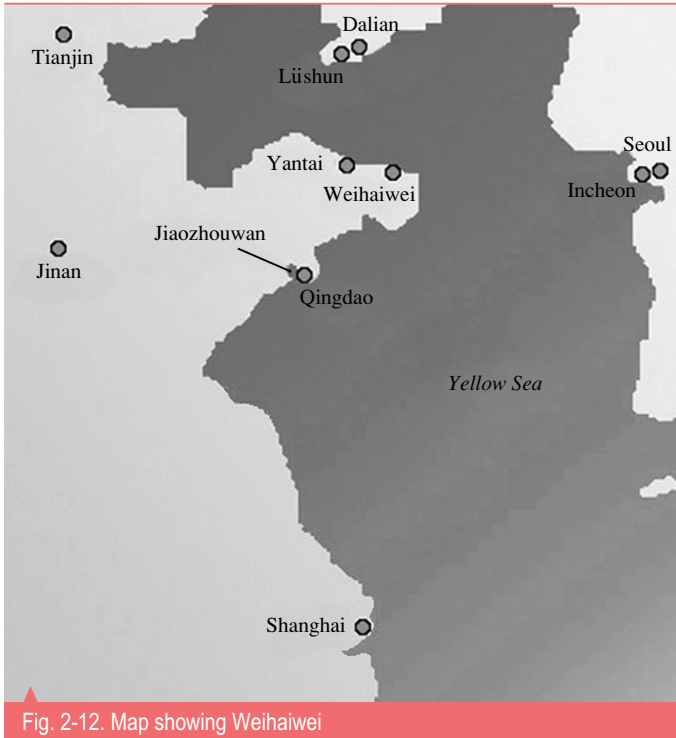 Dalian
Tianjin
Lüshun
Seoul
Yantai
Weihaiwei
Incheon
Jiaozhouwan
Jinan
Qingdao
Yellow Sea
Shanghai
Fig. 2-12. Map showing Weihaiwei